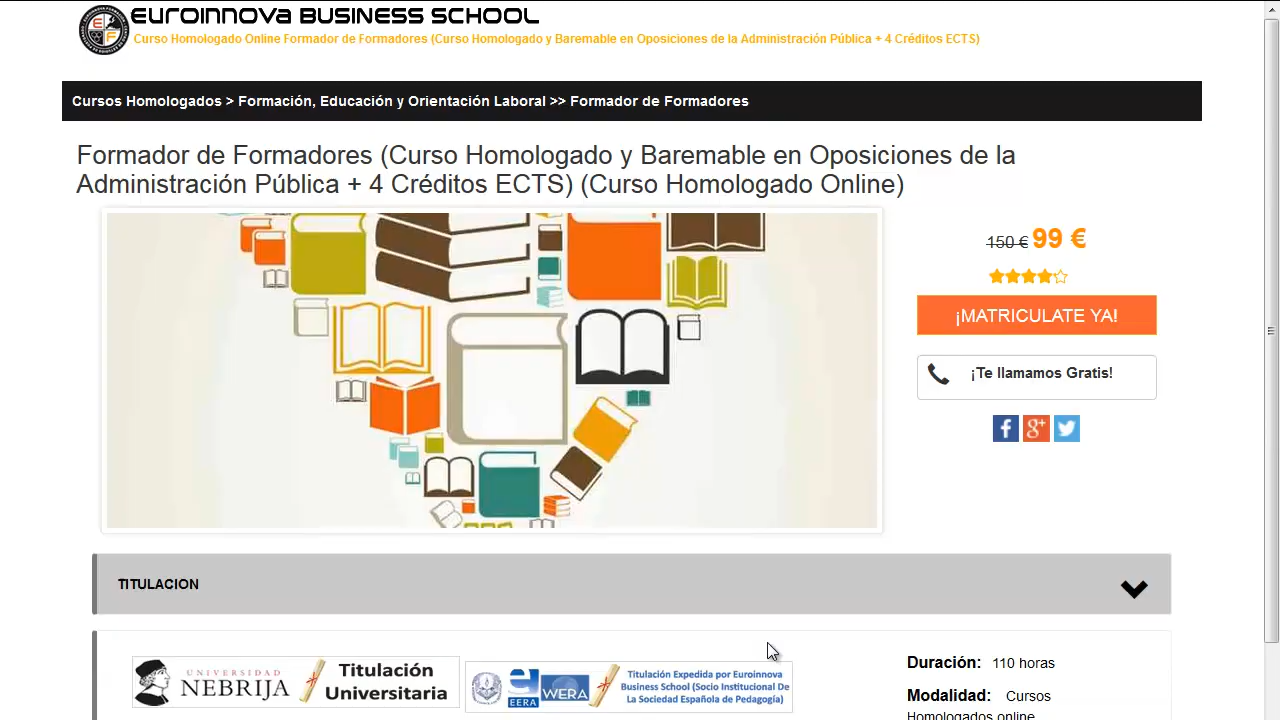 EUROINNOVA BUSINESS SCHOOL
Curso Homologado Online Formador de Formadores (Curso Homologado y Baremable en Oposiciones de la Administración Pública + 4 Créditos ECTS)
Cursos Homologados > Formación, Educación y Orientación Laboral >> Formador de Formadores
Formador de Formadores (Curso Homologado y Baremable en Oposiciones de la
Administración Pública + 4 Créditos ECTS) (Curso Homologado Online)
150 € 99 €
¡MATRICULATE YA!
¡Te llamamos Gratis!
TITULACION
UNIVERSIDAD
NEBRIJA
Titulación
Universitaria
EERA
WERA
Titulación Expedida por Euroinnova
Business School (Socio Institucional De
La Sociedad Española de Pedagogía)
Duración: 110 horas
Modalidad: Cursos
Homologados online